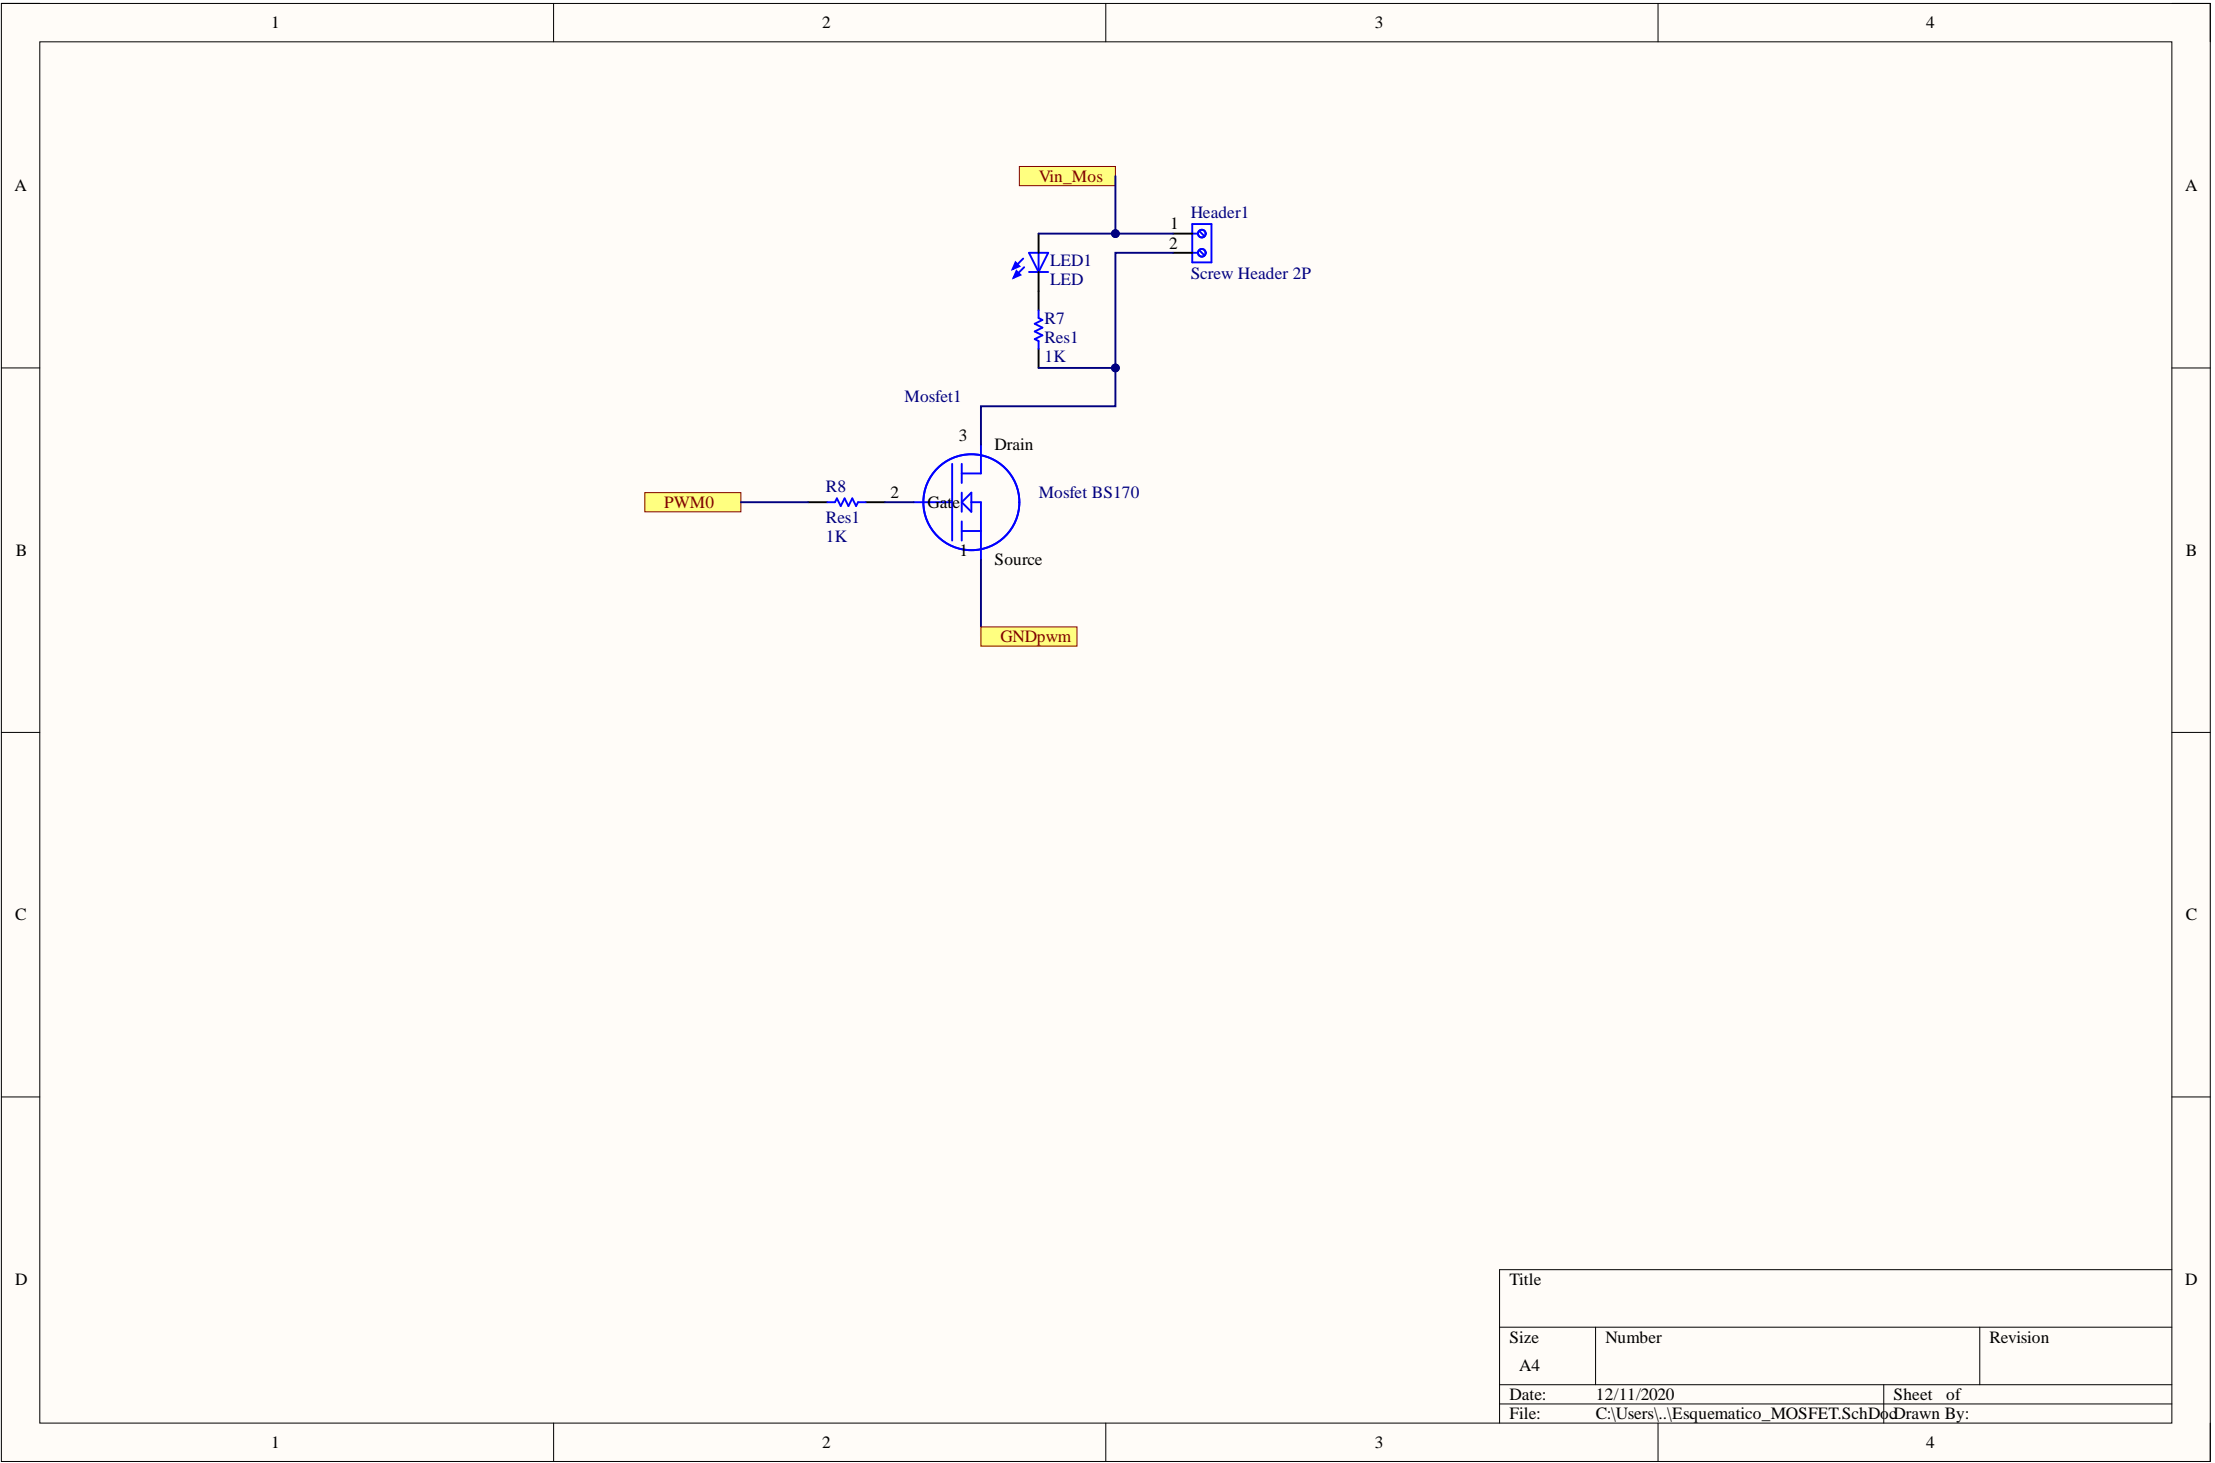 1 2 3 4
A A
Vin_Mos
Header1
1
2
LED1
LED
Screw Header 2P
R7
Res1
1K
Mosfet1
3
Drain
PWM0
R8
Res1
1K
2
Gate
Mosfet BS170
1
Source
B B
GNDpwm
C C
D D
Title
Size Number Revision
A4
Date: 12/11/2020 Sheet of
File: C:\Users\..\Esquematico_MOSFET.SchDoc Drawn By:
1 2 3 4